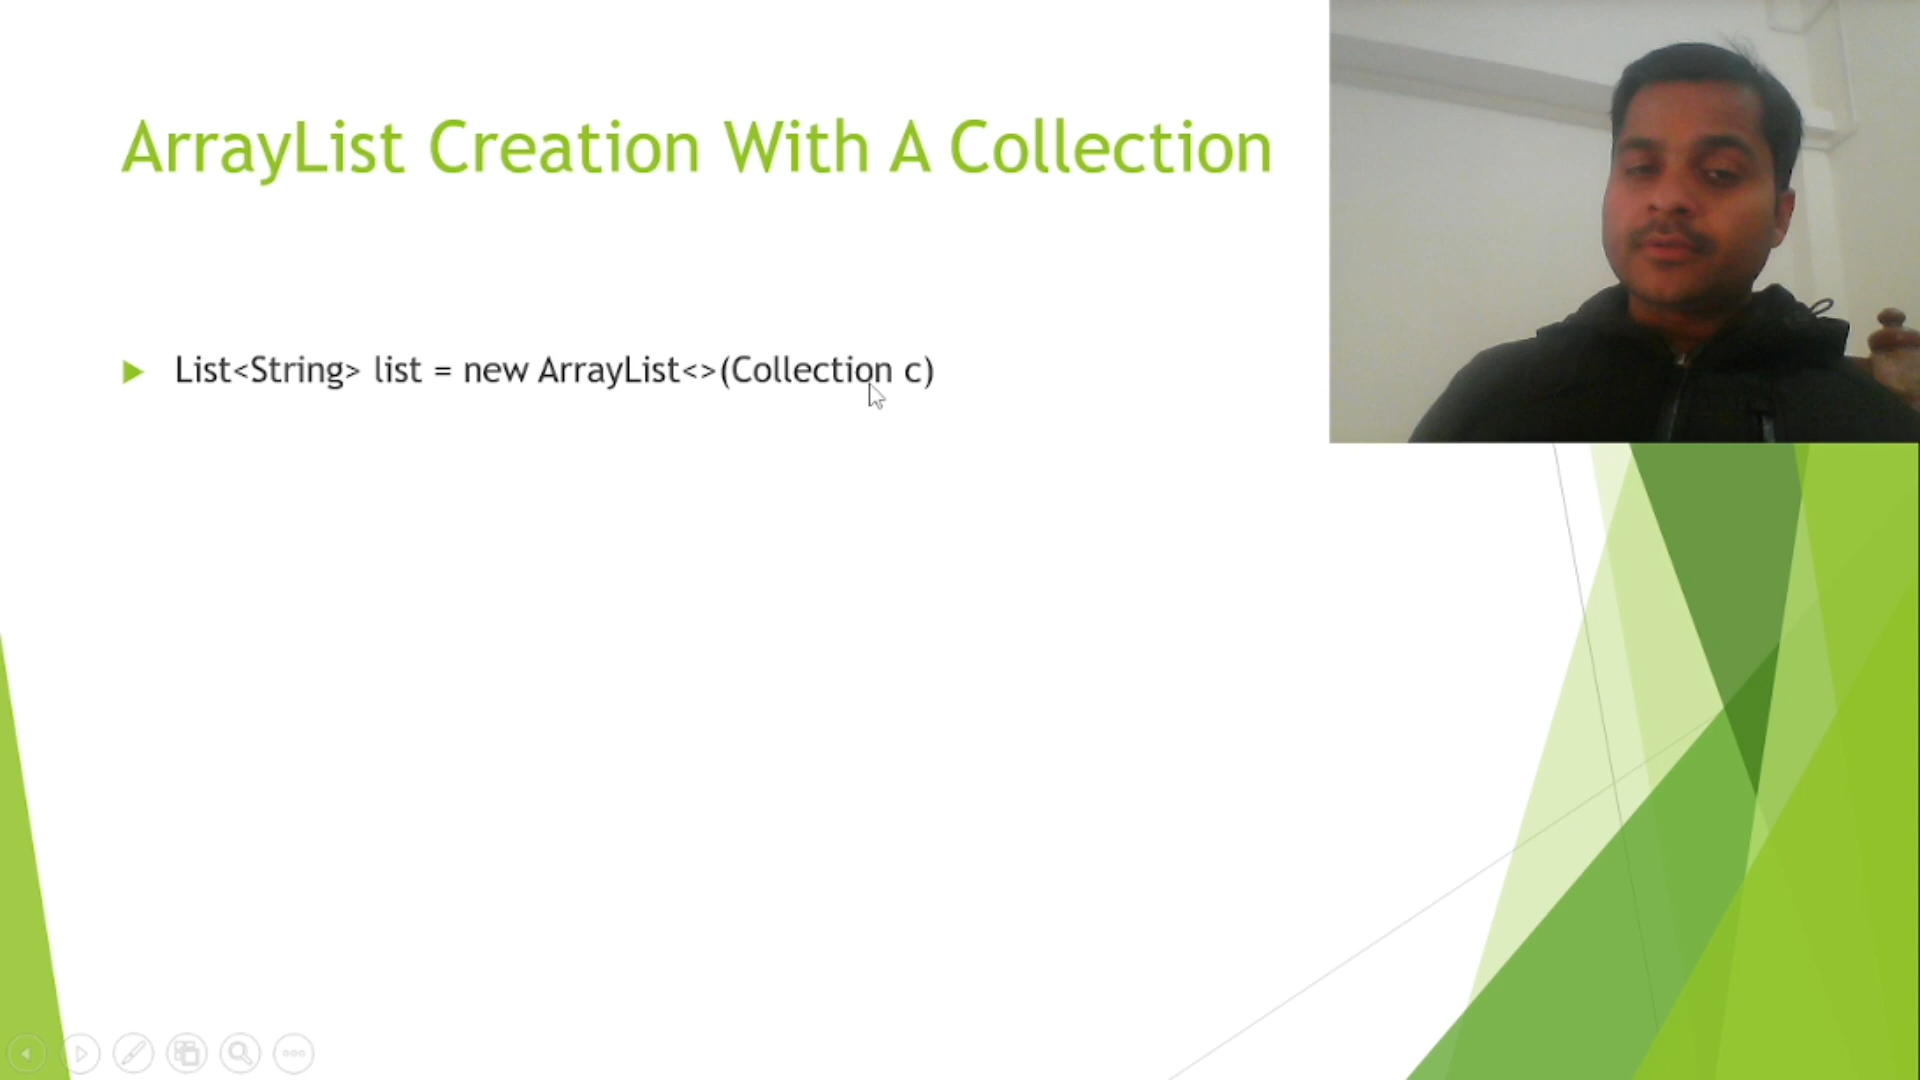 ArrayList Creation With A Collection
List<String> list = new ArrayList<>(Collection c)